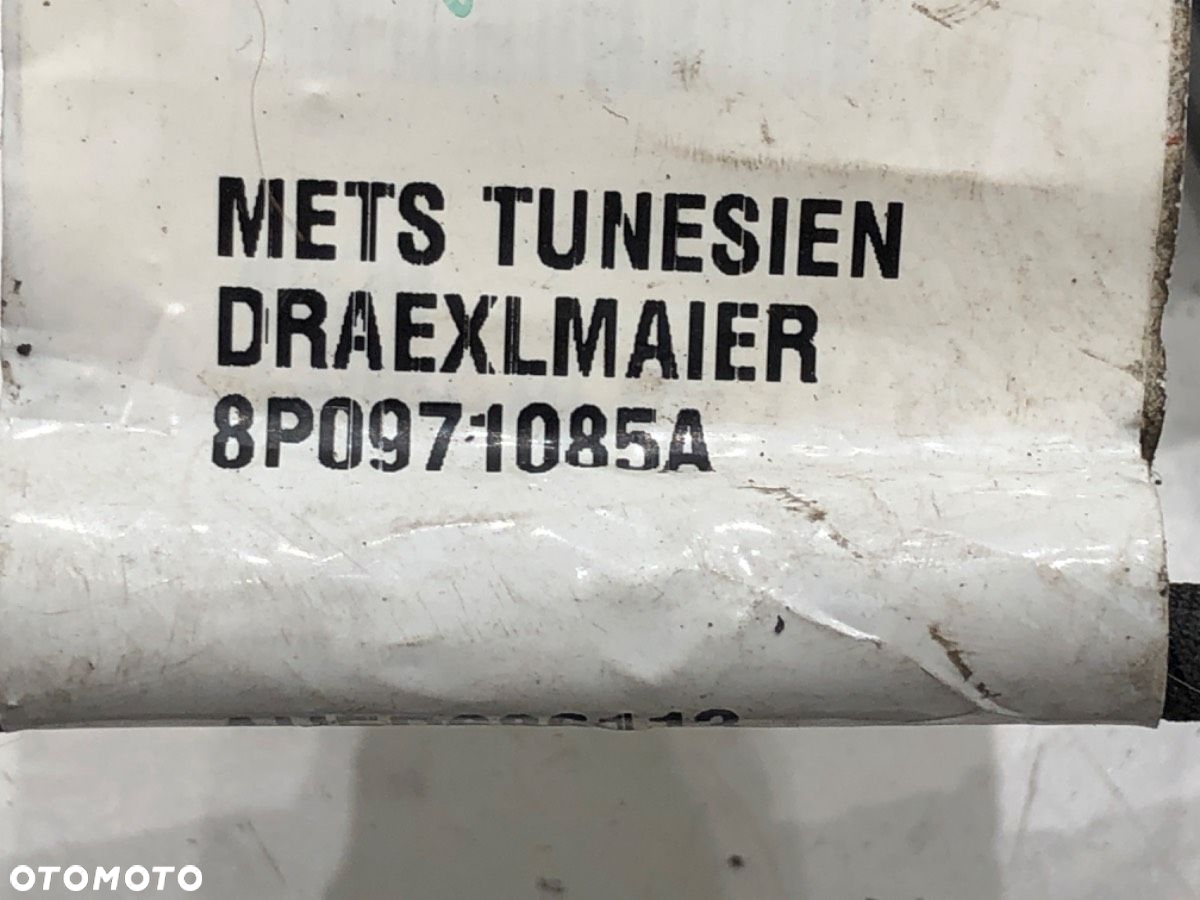 METS TUNESIEN
DRAEXLMAIER
8P0971085A
OTOMOTO